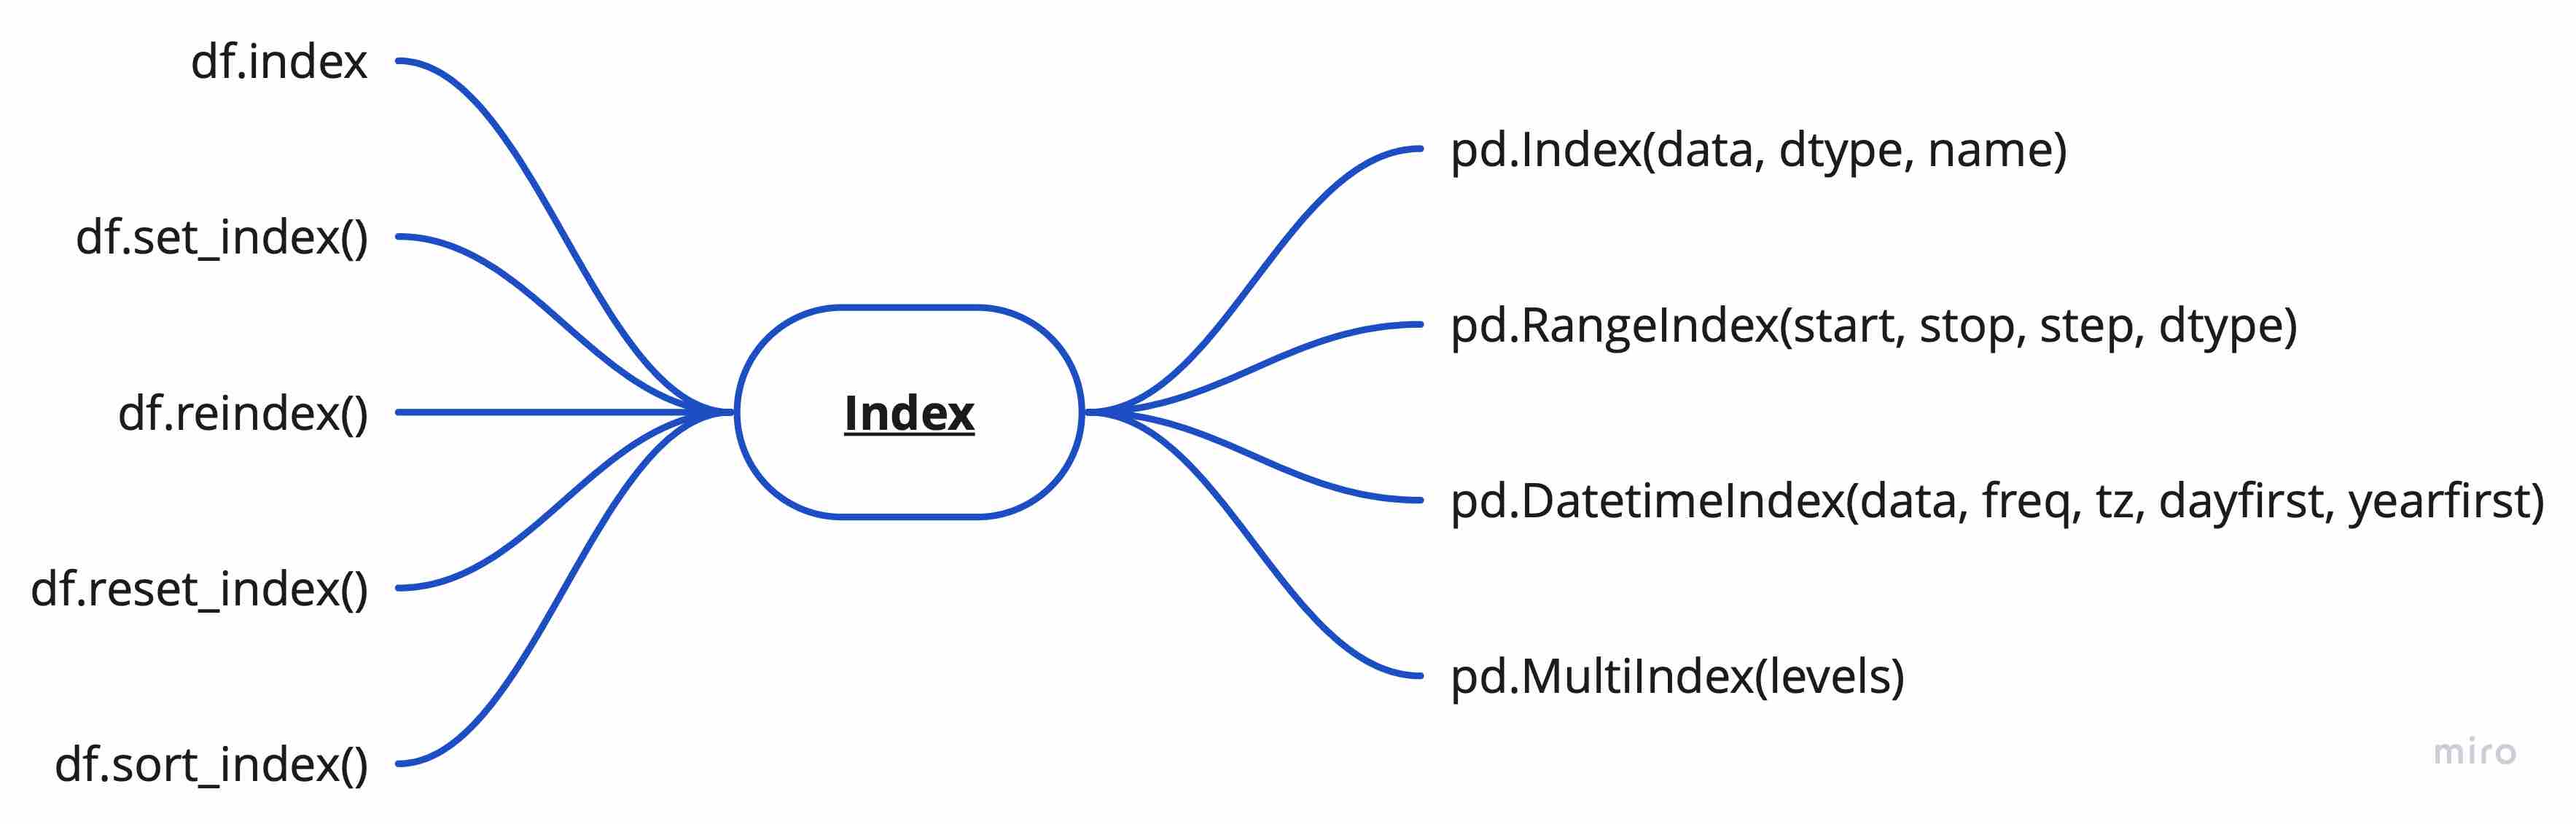 df.index
df.set_index()
df.reindex()
df.reset_index()
df.sort_index()
Index
pd.Index(data, dtype, name)
pd.RangeIndex(start, stop, step, dtype)
pd.DatetimeIndex(data, freq, tz, dayfirst, yearfirst)
pd.MultiIndex(levels)
miro